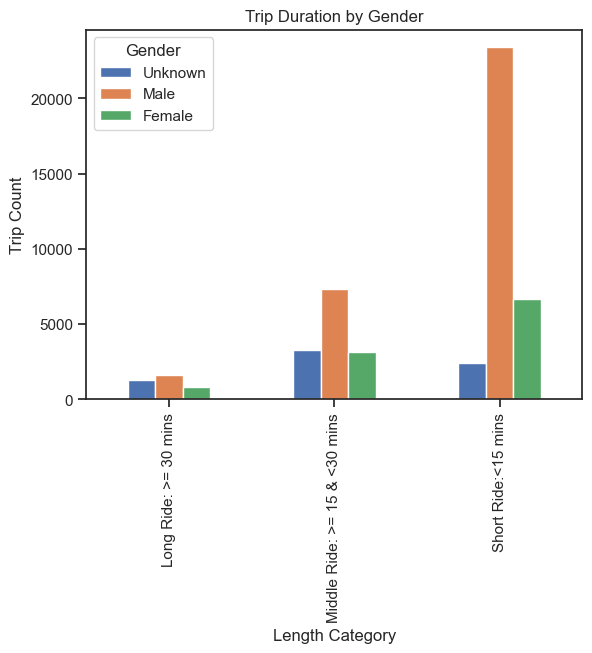 Trip Duration by Gender
Gender
Unknown
Male
Female
Trip Count
20000
15000
10000
5000
0
Long Ride: >= 30 mins
Middle Ride: >= 15 & <30 mins
Short Ride:<15 mins
Length Category